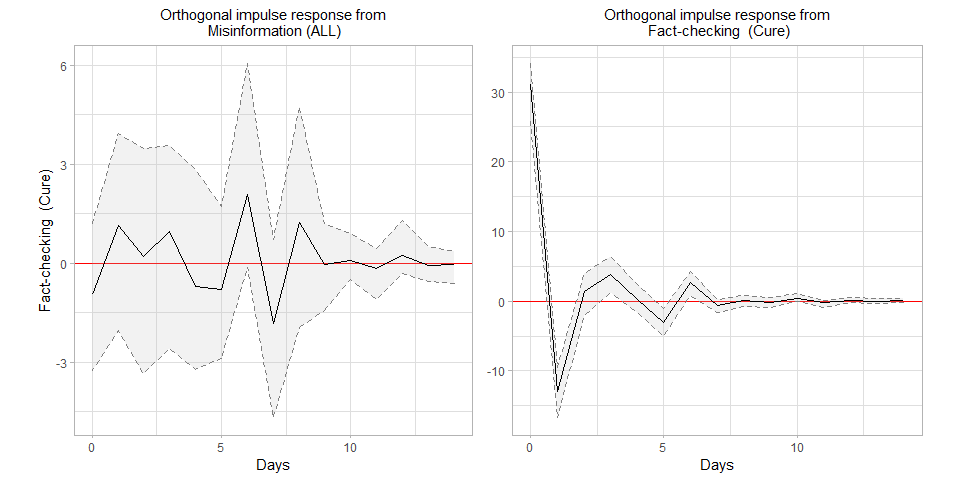 Orthogonal impulse response from
Misinformation (ALL)
Fact-checking  (Cure)
6
3
0
-3
0
5
10
Days
Orthogonal impulse response from
Fact-checking  (Cure)
30
20
10
0
-10
0
5
10
Days